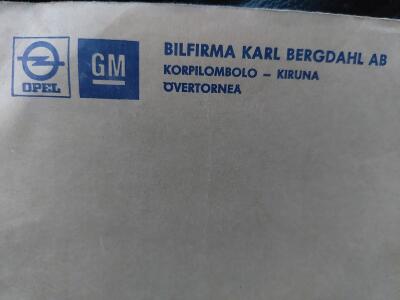 OPEL
GM
BILFIRMA KARL BERGDAHL AB
KORPILOMBOLO – KIRUNA
ÖVERTORNEA